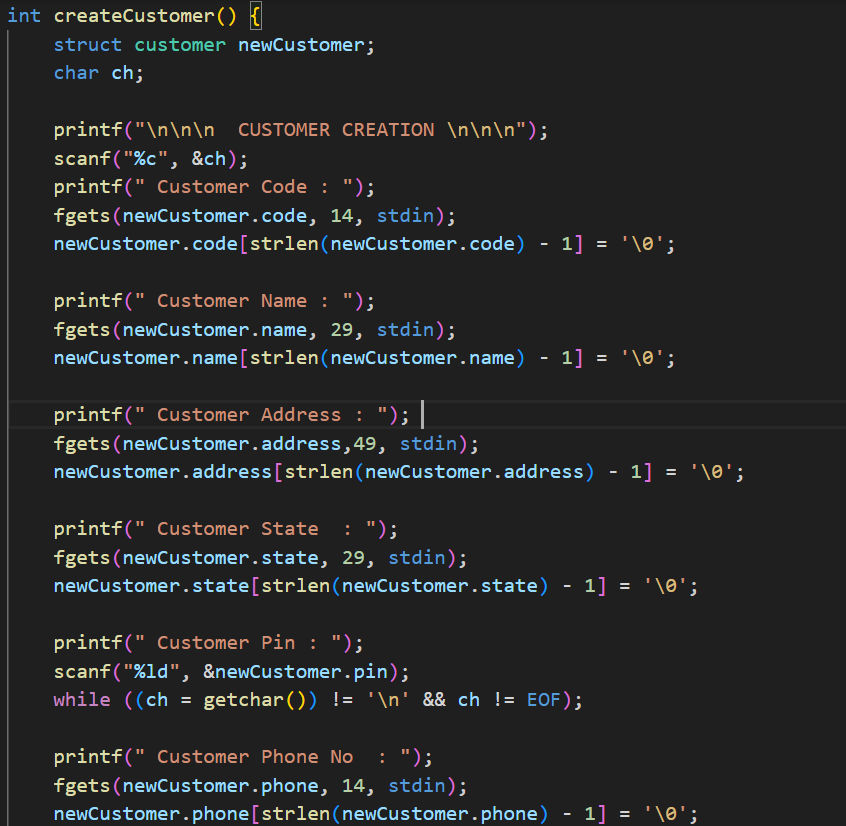 int createCustomer() {
struct customer newCustomer;
char ch;
printf("\n\n\n  CUSTOMER CREATION \n\n\n");
scanf("%c", &ch);
printf(" Customer Code : ");
fgets(newCustomer.code, 14, stdin);
newCustomer.code[strlen(newCustomer.code) - 1] = '\0';
printf(" Customer Name : ");
fgets(newCustomer.name, 29, stdin);
newCustomer.name[strlen(newCustomer.name) - 1] = '\0';
printf(" Customer Address : ");
fgets(newCustomer.address,49, stdin);
newCustomer.address[strlen(newCustomer.address) - 1] = '\0';
printf(" Customer State  : ");
fgets(newCustomer.state, 29, stdin);
newCustomer.state[strlen(newCustomer.state) - 1] = '\0';
printf(" Customer Pin : ");
scanf("%ld", &newCustomer.pin);
while ((ch = getchar()) != '\n' && ch != EOF);
printf(" Customer Phone No  : ");
fgets(newCustomer.phone, 14, stdin);
newCustomer.phone[strlen(newCustomer.phone) - 1] = '\0';